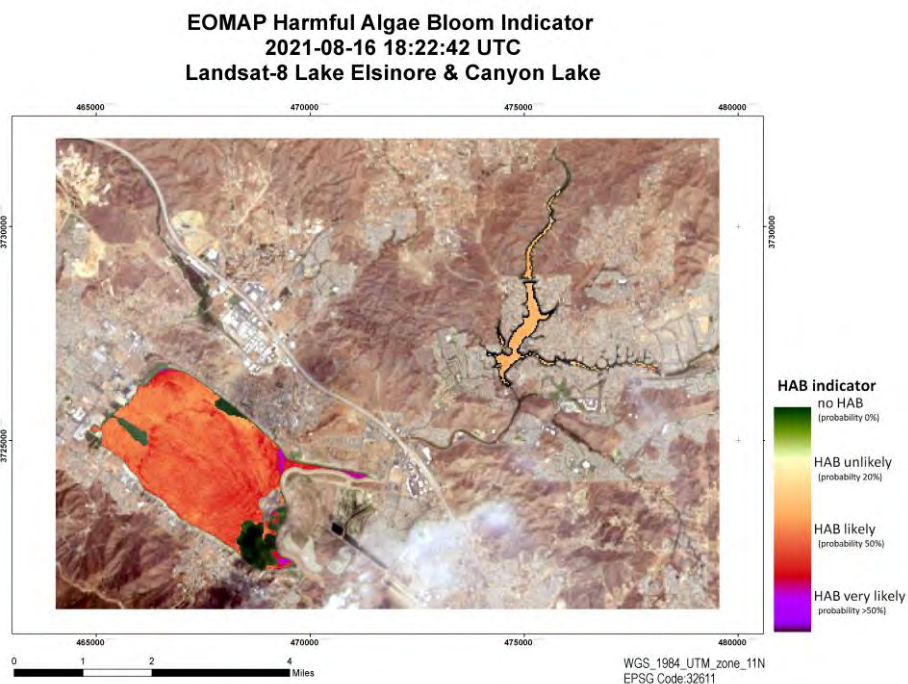 EOMAP Harmful Algae Bloom Indicator
2021-08-16 18:22:42 UTC
Landsat-8 Lake Elsinore & Canyon Lake
465000 470000 475000 480000
3730000 3730000
3725000
HAB indicator
no HAB
(probability 0%)
HAB unlikely
(probabilty 20%)
HAB likely
(probability 50%)
HAB very likely
probability >50%)
465000 470000 475000 480000
0 1 2 4
Miles
WGS_1984_UTM_zone_11N
EPSG Code:32611